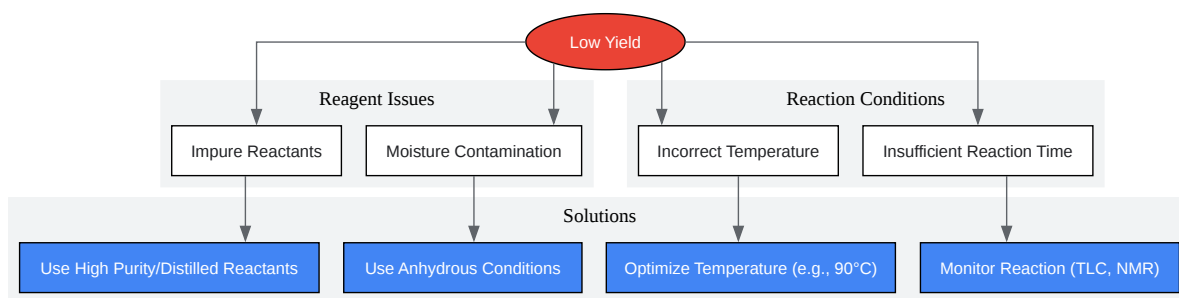 Low Yield
Reagent Issues
Reaction Conditions
Impure Reactants
Moisture Contamination
Incorrect Temperature
Insufficient Reaction Time
Solutions
Use High Purity/Distilled Reactants
Use Anhydrous Conditions
Optimize Temperature (e.g., 90°C)
Monitor Reaction (TLC, NMR)